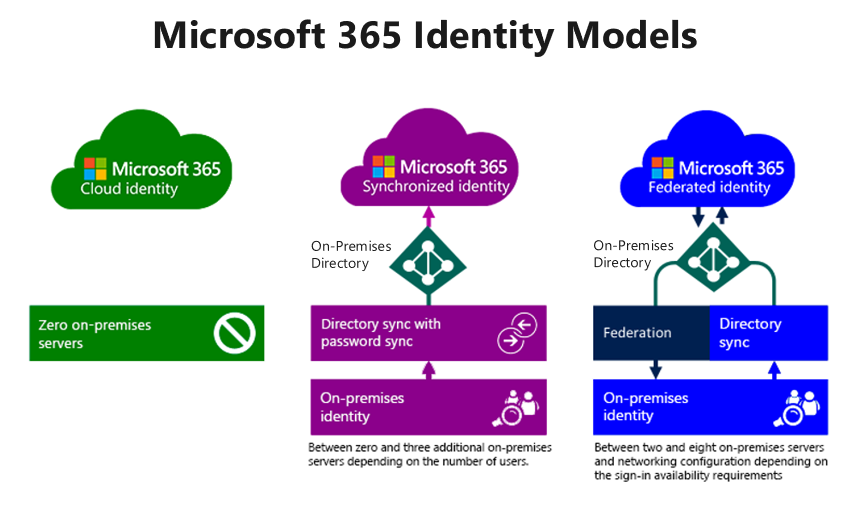 Microsoft 365 Identity Models
Microsoft 365
Cloud identity
Zero on-premises
servers
Microsoft 365
Synchronized identity
On-Premises
Directory
Directory sync with
password sync
On-premises
identity
Between zero and three additional on-premises
servers depending on the number of users.
Microsoft 365
Federated identity
On-Premises
Directory
Federation
Directory
sync
On-premises
identity
Between two and eight on-premises servers
and networking configuration depending on
the sign-in availability requirements